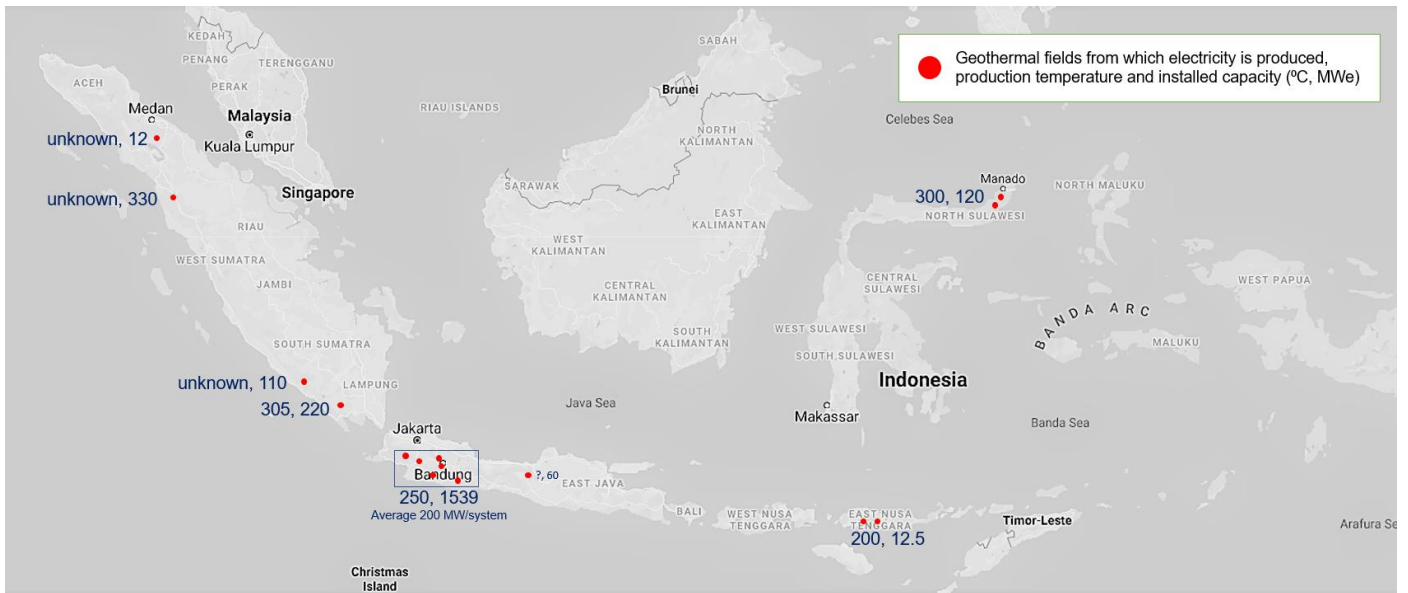 KEDAH
PENANG
TERENGGANU
PERAK
ACEH
Medan
Malaysia
Kuala Lumpur
RIAU ISLANDS
SABAH
Brunei
Geothermal fields from which electricity is produced,
production temperature and installed capacity (ºC, MWe)
Celebes Sea
unknown, 12
NORTH
KALIMANTAN
unknown, 330
Singapore
SARAWAK
Manado
300, 120
NORTH SULAWESI
NORTH MALUKU
RIAU
EAST
KALIMANTAN
WEST
KALIMANTAN
WEST SUMATRA
JAMBI
CENTRAL
KALIMANTAN
CENTRAL
SULAWESI
WEST PAPUA
BANDA ARC
SOUTH SUMATRA
SOUTH
KALIMANTAN
WEST SULAWESI
SOUTH SULAWESI
MALUKU
unknown, 110
LAMPUNG
305, 220
Indonesia
Java Sea
Makassar
Banda Sea
Jakarta
Bandung
?, 60
EAST JAVA
250, 1539
Average 200 MW/system
BALI
WEST NUSA
TENGGARA
EAST NUSA
TENGGARA
200, 12.5
Timor-Leste
Arafura Se
Christmas
Island